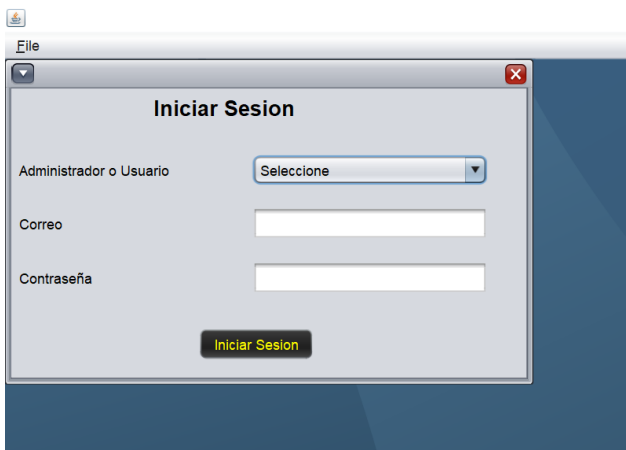 File
Iniciar Sesion
Administrador o Usuario Seleccione
Correo
Contraseña
Iniciar Sesion